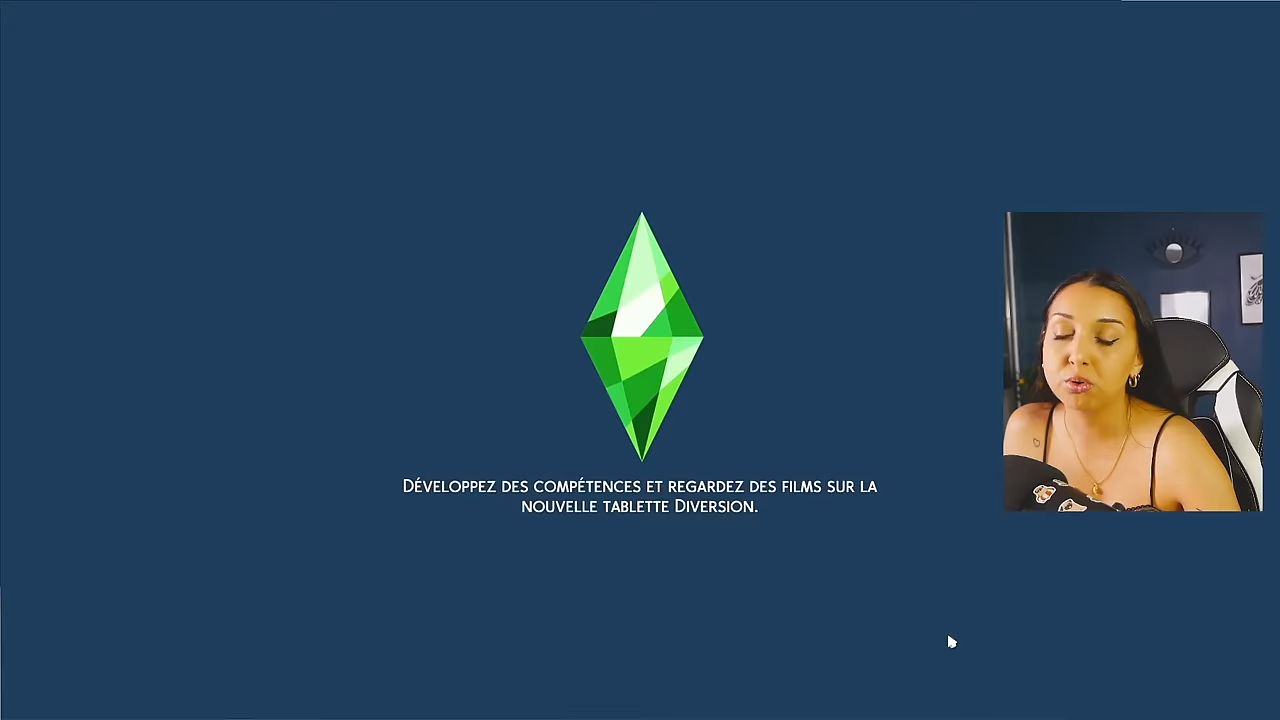 Développez des compétences et regardez des films sur la
nouvelle tablette Diversion.